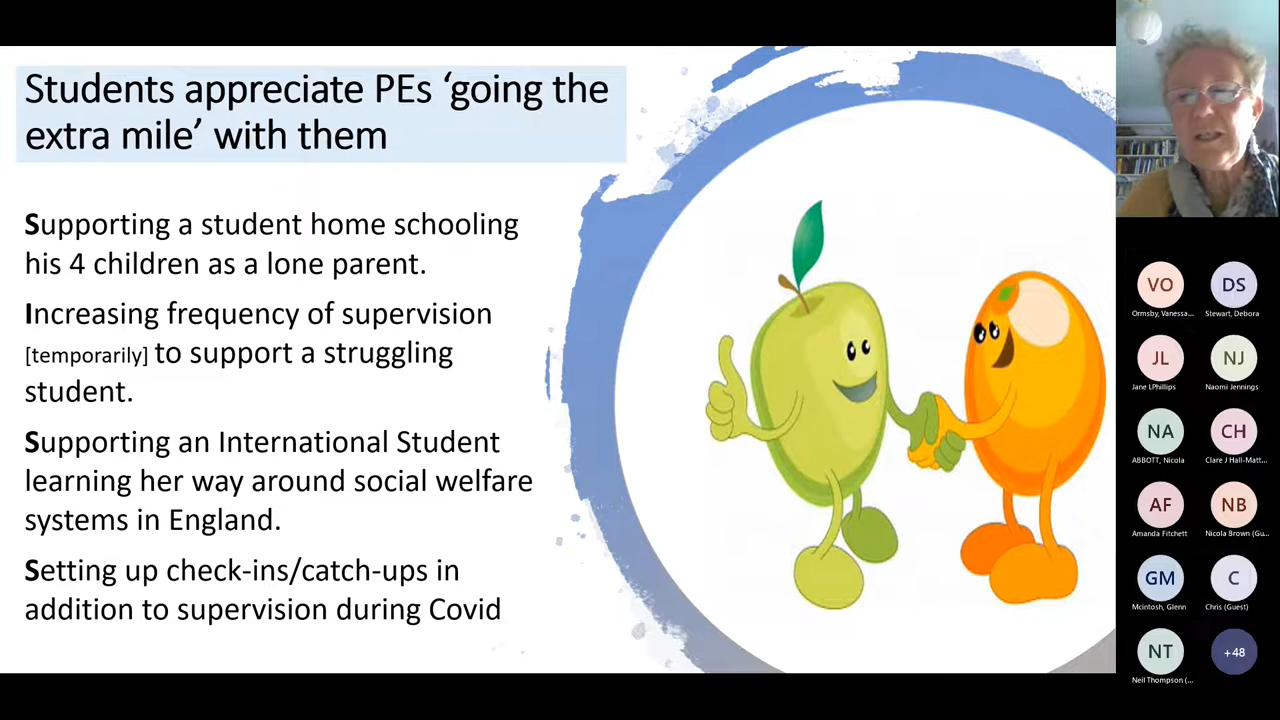 Students appreciate PEs ‘going the
extra mile’ with them
Supporting a student home schooling
his 4 children as a lone parent.
Increasing frequency of supervision
[temporarily] to support a struggling
student.
Supporting an International Student
learning her way around social welfare
systems in England.
Setting up check-ins/catch-ups in
addition to supervision during Covid
VO
DS
Ormsby, Vanessa...
Stewart, Debora
JL
NJ
Jane LPhillips
Naomi Jennings
NA
CH
ABBOTT, Nicola
Clare J Hall-Matt...
AF
NB
Amanda Fitchett
Nicola Brown (Gu...
GM
C
Mcintosh, Glenn
Chris (Guest)
NT
+48
Neil Thompson (...